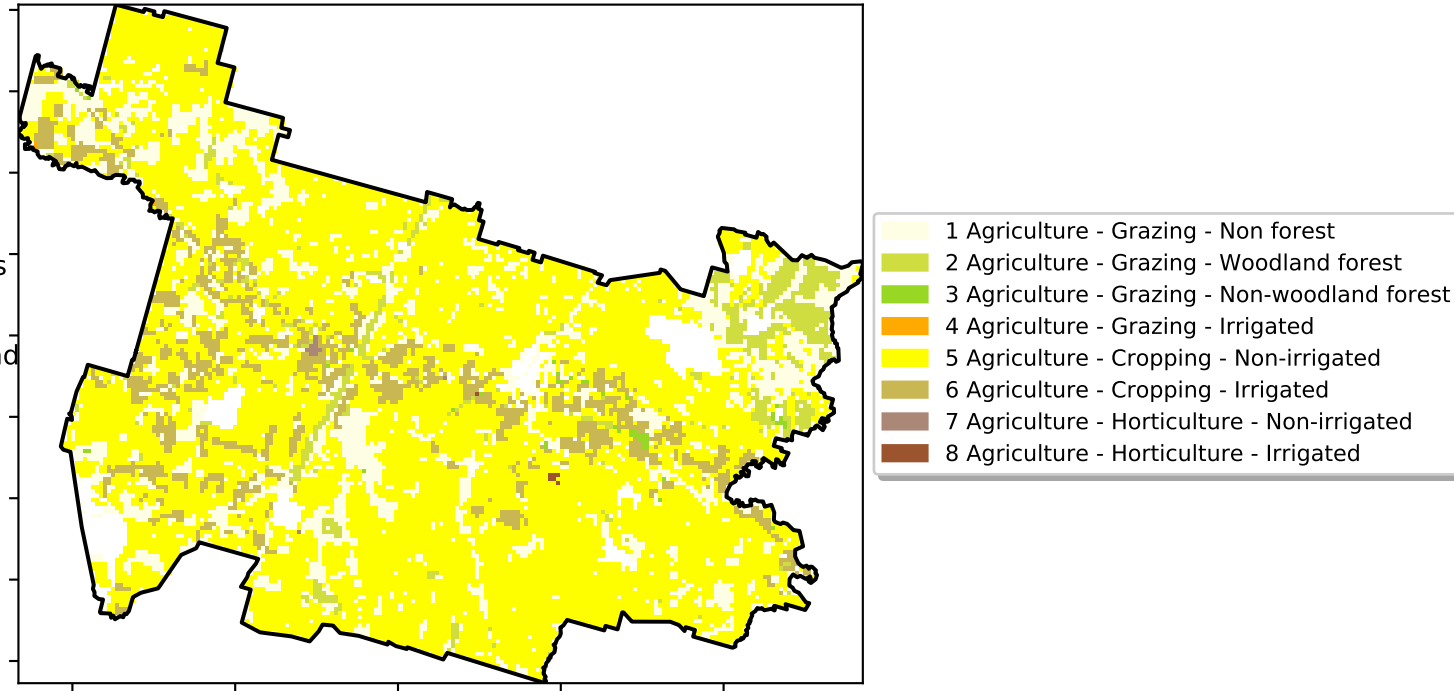 1 Agriculture - Grazing - Non forest
2 Agriculture - Grazing - Woodland forest
3 Agriculture - Grazing - Non-woodland forest
4 Agriculture - Grazing - Irrigated
5 Agriculture - Cropping - Non-irrigated
6 Agriculture - Cropping - Irrigated
7 Agriculture - Horticulture - Non-irrigated
8 Agriculture - Horticulture - Irrigated